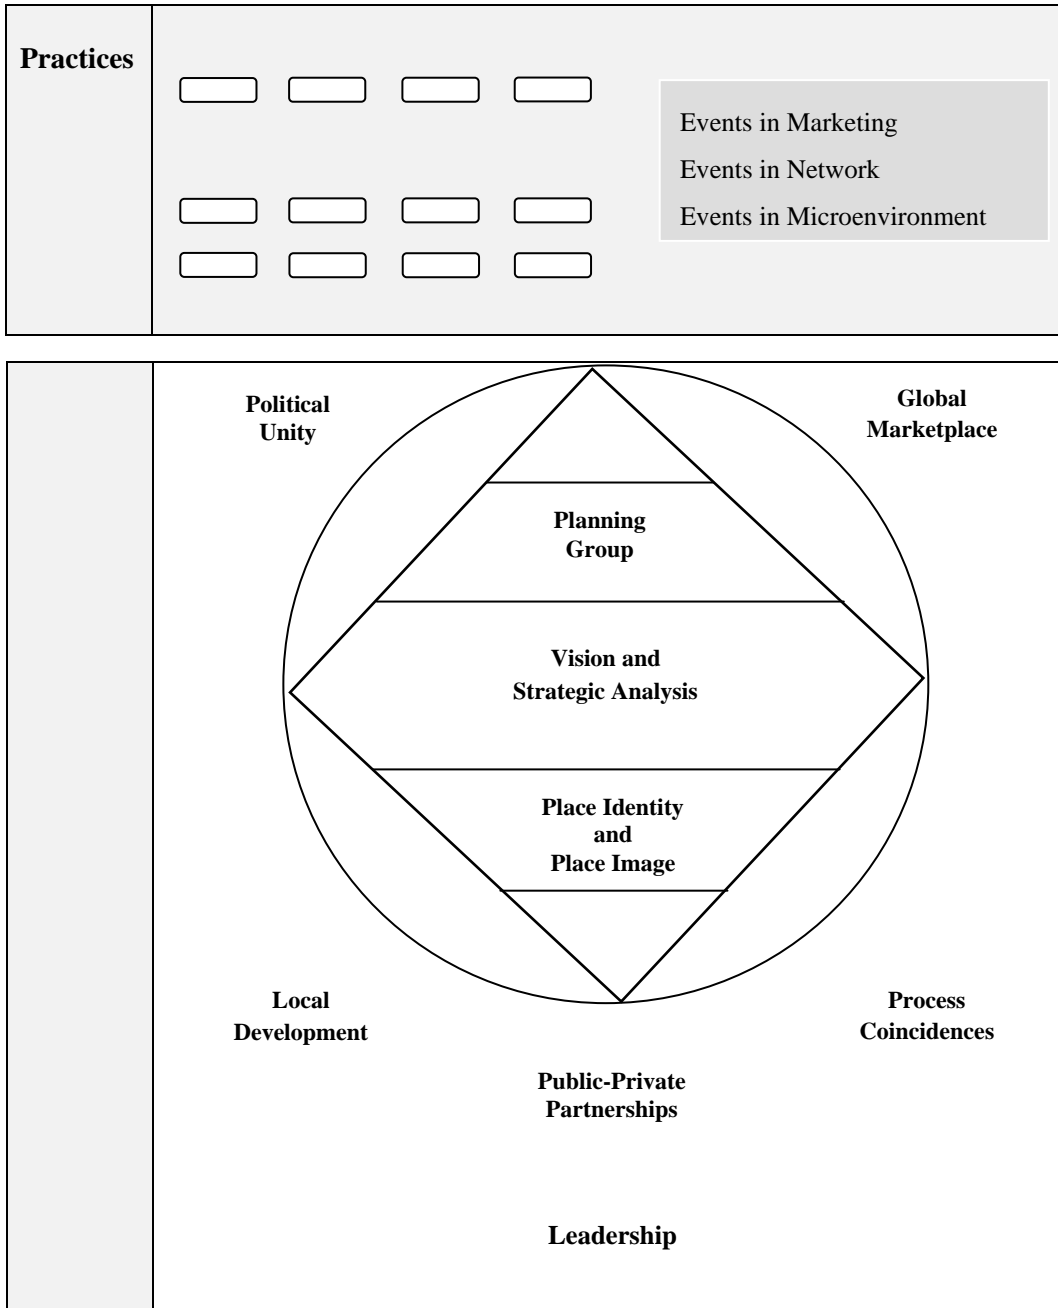 Practices
Events in Marketing
Events in Network
Events in Microenvironment
Political
Unity
Global
Marketplace
Planning
Group
Vision and
Strategic Analysis
Place Identity
and
Place Image
Local
Development
Process
Coincidences
Public-Private
Partnerships
Leadership